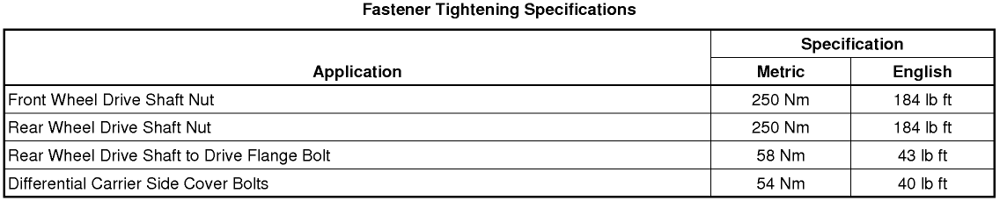 Fastener Tightening Specifications
Specification
Application Metric English
Front Wheel Drive Shaft Nut 250 Nm 184 lb ft
Rear Wheel Drive Shaft Nut 250 Nm 184 lb ft
Rear Wheel Drive Shaft to Drive Flange Bolt 58 Nm 43 lb ft
Differential Carrier Side Cover Bolts 54 Nm 40 lb ft